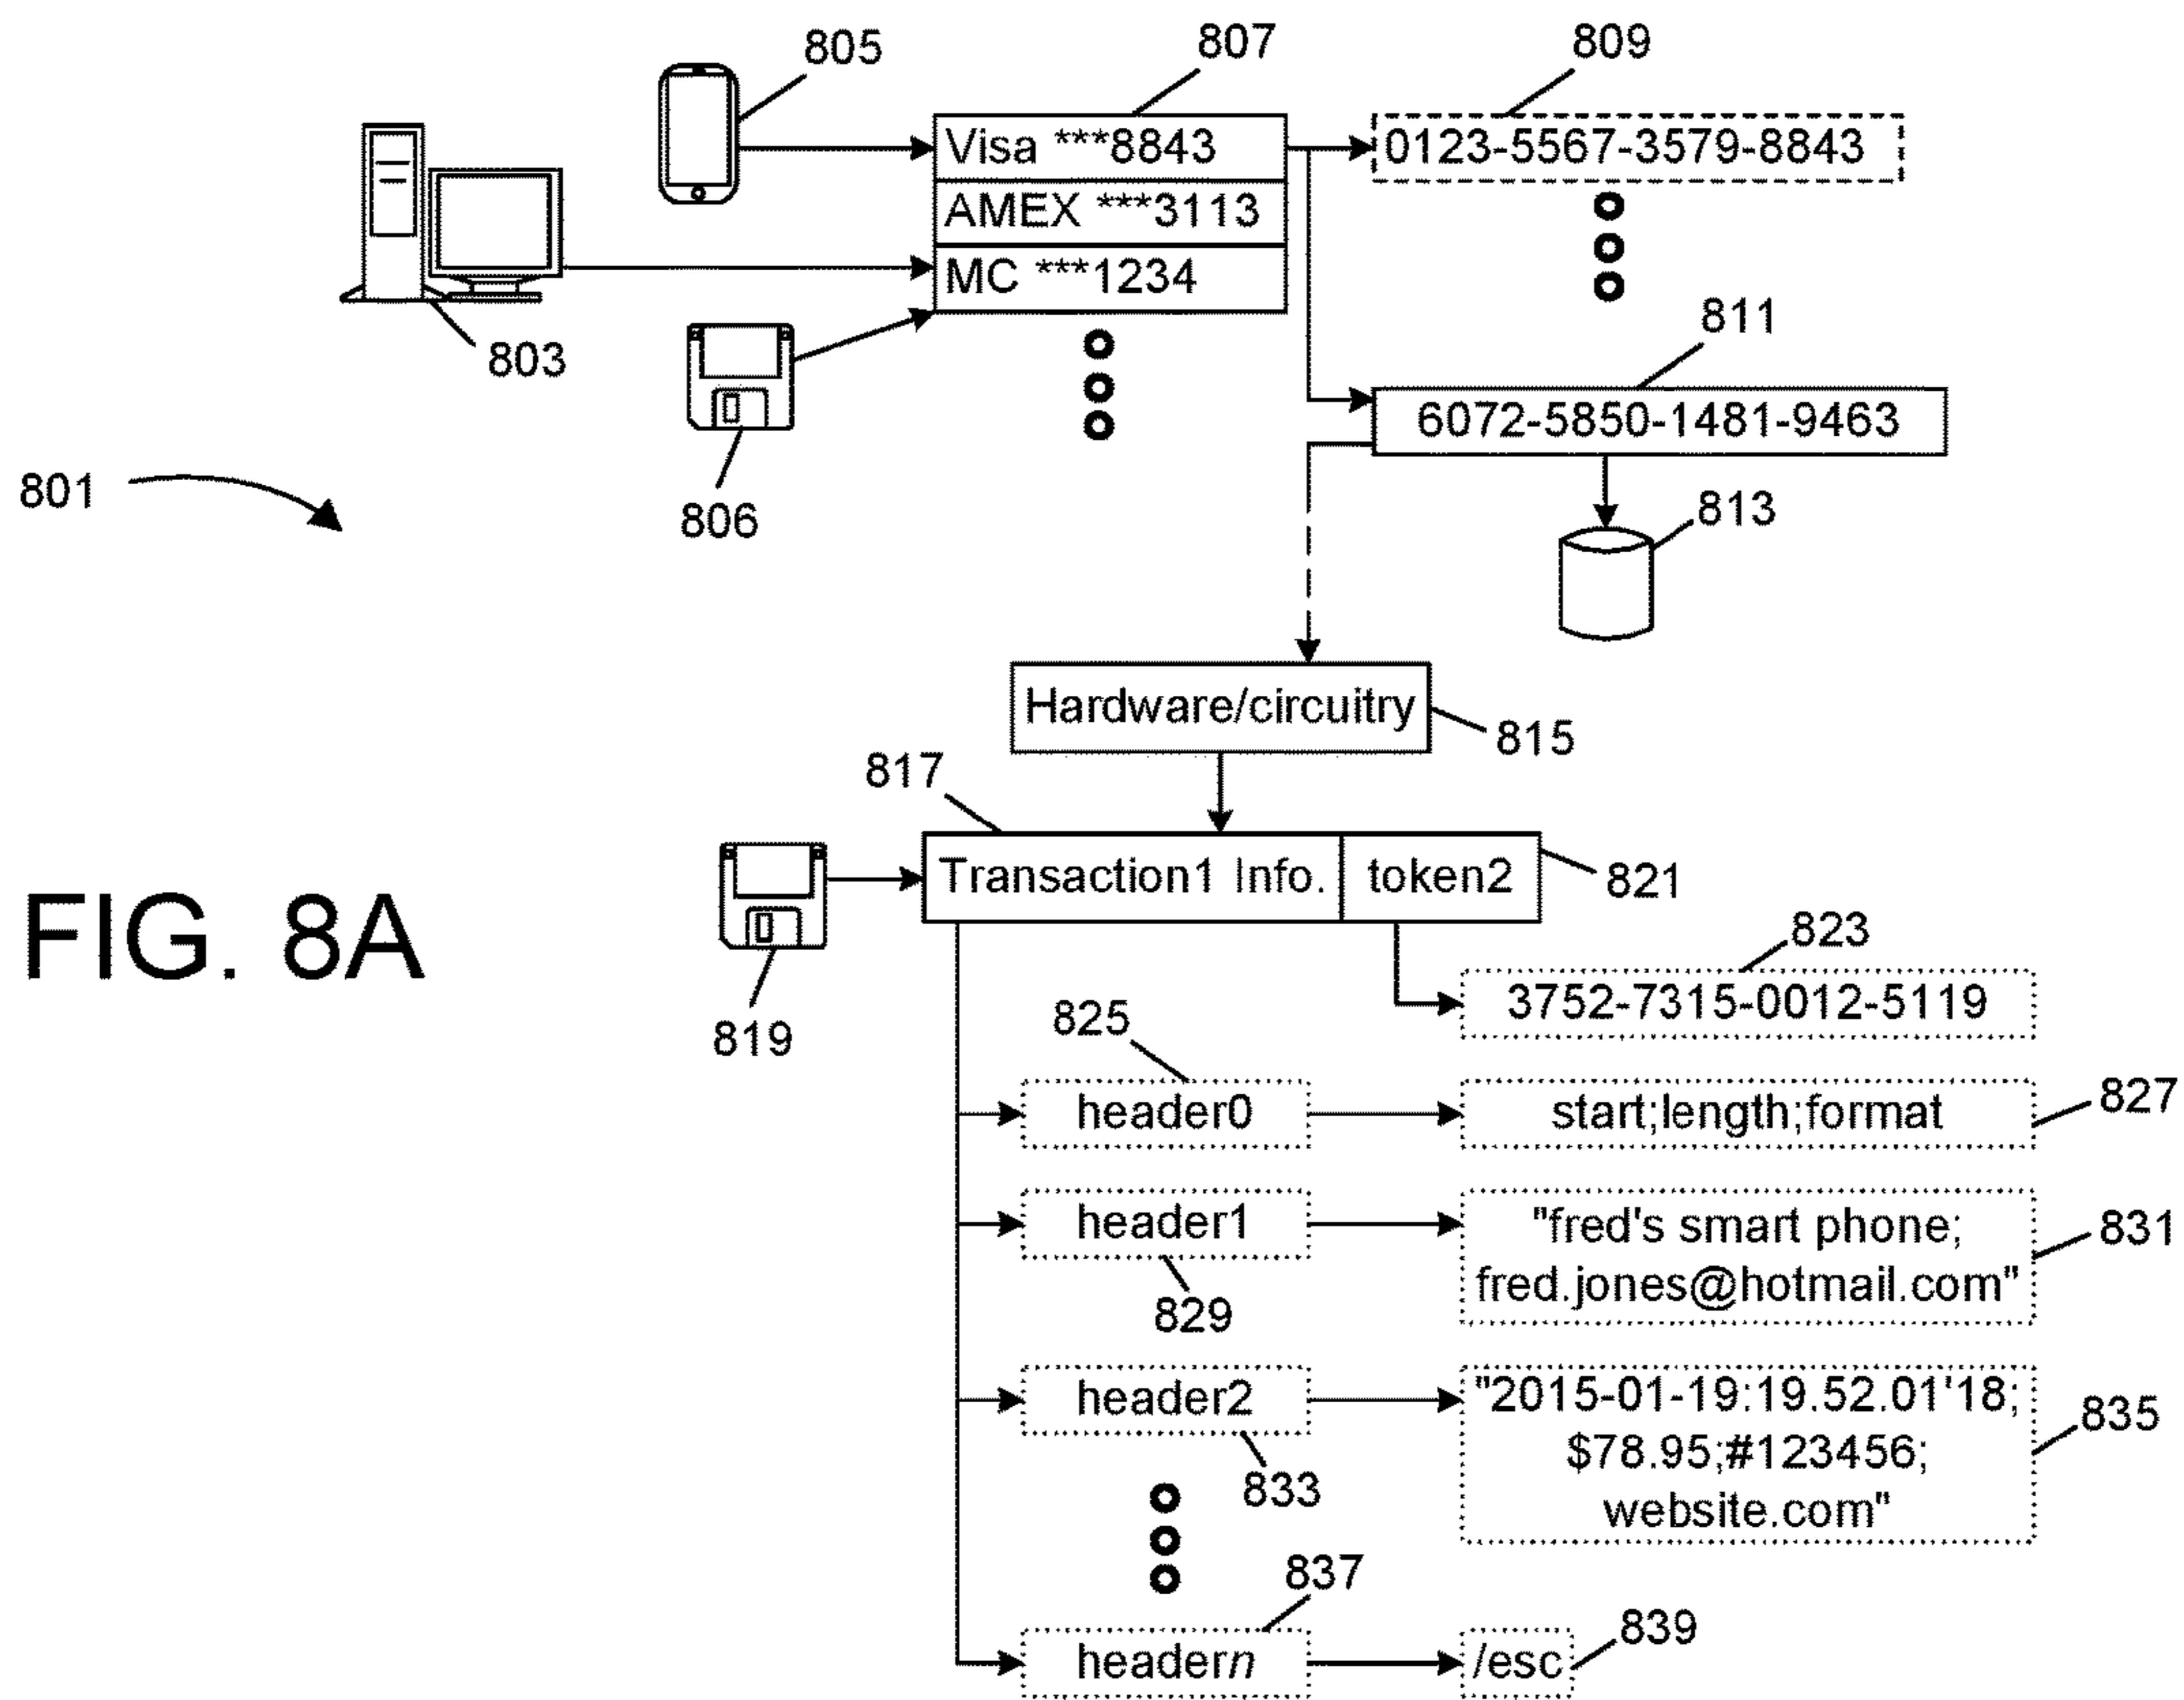 805
807
809
Visa ***8843
0123-5567-3579-8843
AMEX ***3113
MC ***1234
803
811
6072-5850-1481-9463
801
806
813
Hardware/circuitry
815
817
Transaction1 Info.
token2
821
FIG. 8A
819
823
3752-7315-0012-5119
825
header0
start;length;format
827
header1
"fred's smart phone;
fred.jones@hotmail.com"
831
829
header2
"2015-01-19:19.52.01'18;
$78.95;#123456;
website.com"
835
833
837
headern
/esc
839